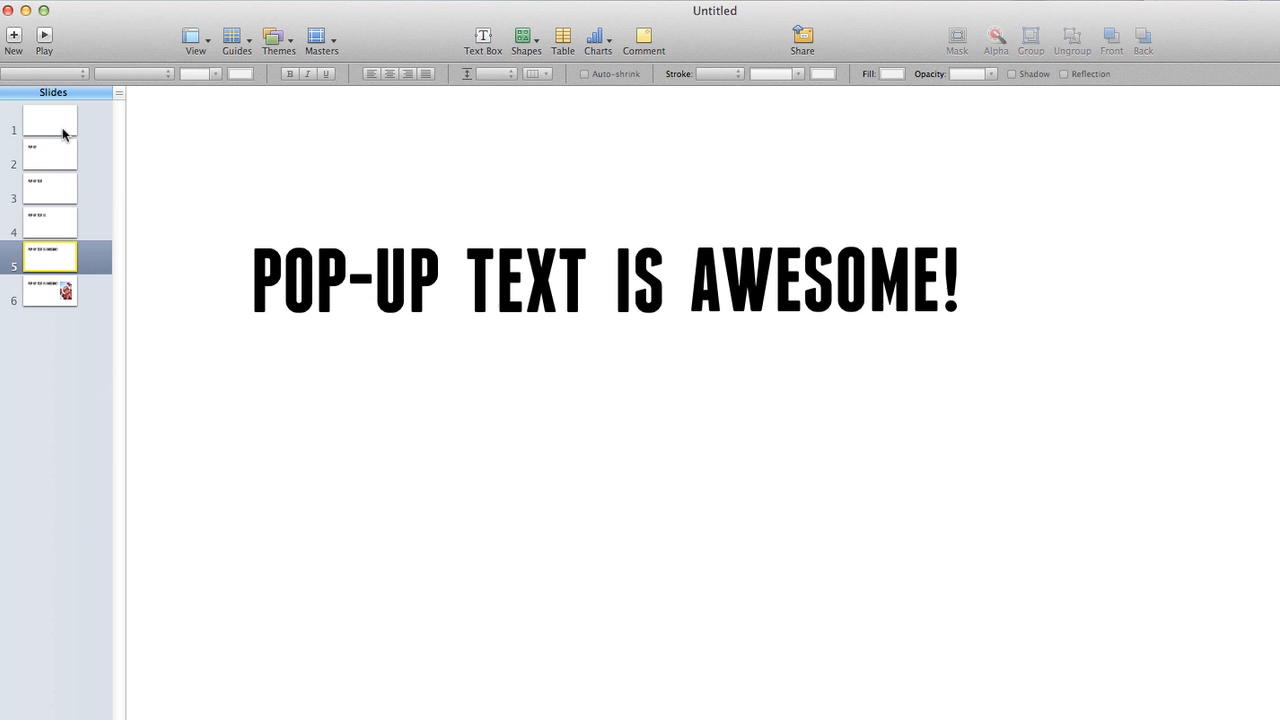 Untitled
New Play View Guides Themes Masters Text Box Shapes Table Charts Comment Share Mask Alpha Group Ungroup Front Back
B I U Auto-shrink Stroke: Fill: Opacity: Shadow Reflection
Slides
1
2
3
4
5
6
POP-UP TEXT IS AWESOME!